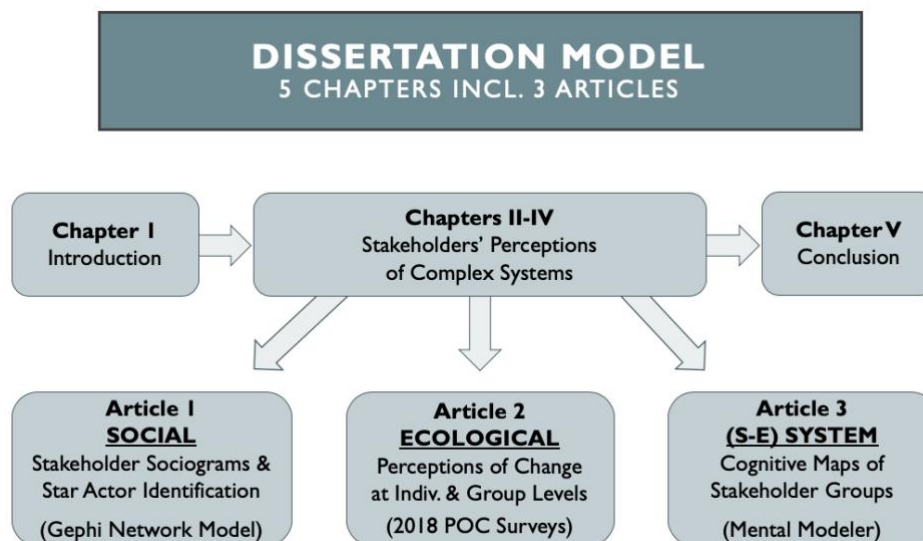 DISSERTATION MODEL
5 CHAPTERS INCL. 3 ARTICLES
Chapter I
Introduction
Chapters II-IV
Stakeholders' Perceptions
of Complex Systems
Chapter V
Conclusion
Article 1
SOCIAL
Stakeholder Sociograms &
Star Actor Identification
(Gephi Network Model)
Article 2
ECOLOGICAL
Perceptions of Change
at Indiv. & Group Levels
(2018 POC Surveys)
Article 3
(S-E) SYSTEM
Cognitive Maps of
Stakeholder Groups
(Mental Modeler)